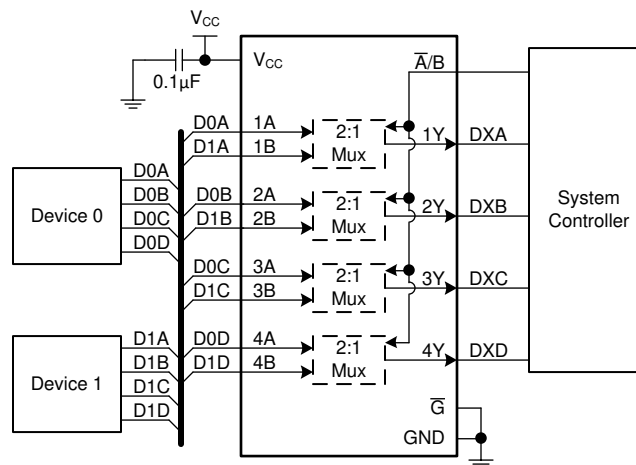 VCC
0.1µF
VCC
A̅/B
D0A 1A 2:1 Mux 1Y DXA
D1A 1B
D0B 2A 2:1 Mux 2Y DXB
D1B 2B
D0C 3A 2:1 Mux 3Y DXC
D1C 3B
D0D 4A 2:1 Mux 4Y DXD
D1D 4B
Device 0
D0A
D0B
D0C
D0D
Device 1
D1A
D1B
D1C
D1D
G̅
GND
System
Controller